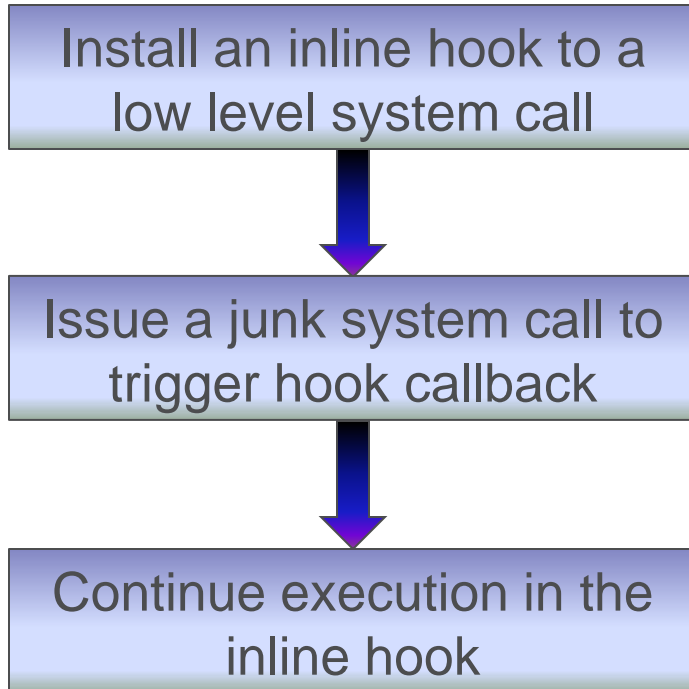 Install an inline hook to a
low level system call
Issue a junk system call to
trigger hook callback
Continue execution in the
inline hook